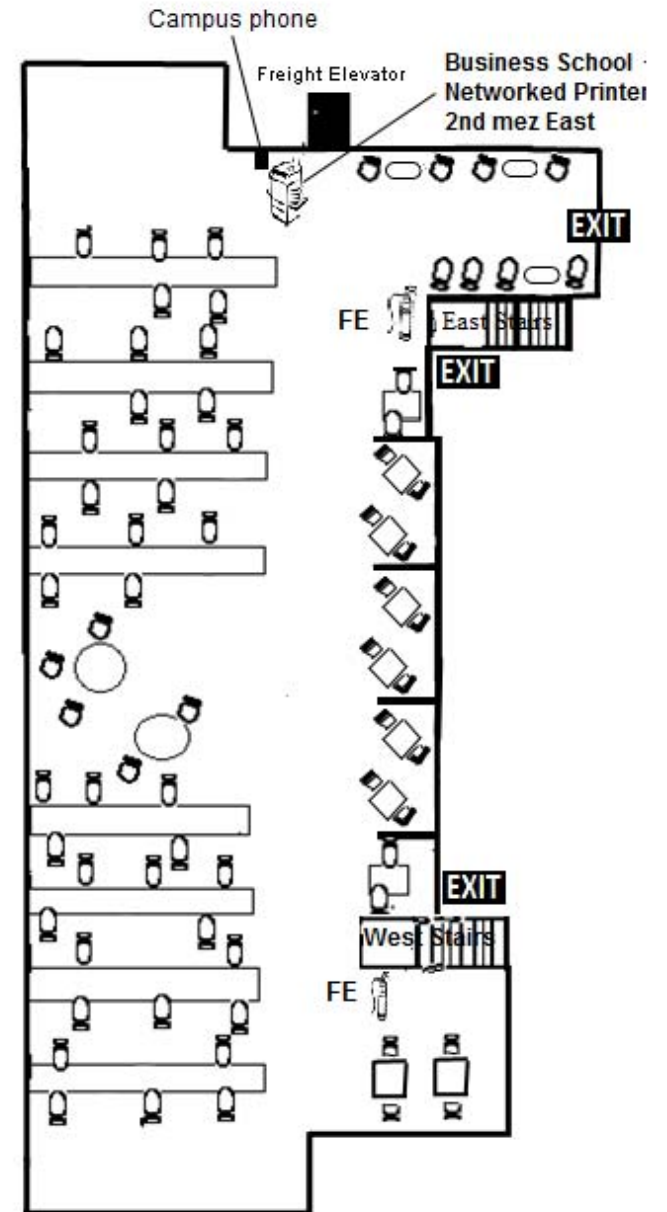 Campus phone
Freight Elevator
Business School -
Networked Printer
2nd mez East
EXIT
FE
East Stairs
EXIT
EXIT
West Stairs
FE